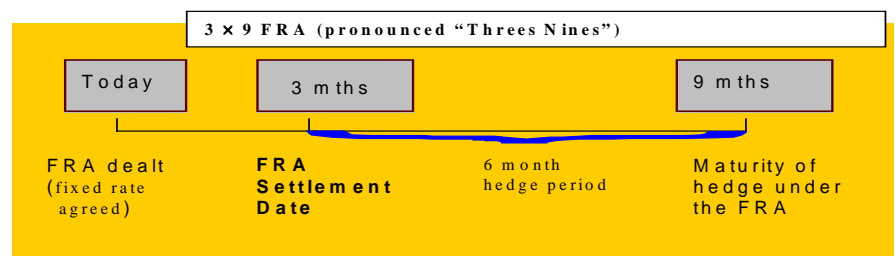 3 × 9 FRA (pronounced “Threes Nines”)
Today
3 mths
9 mths
FRA dealt
(fixed rate
agreed)
FRA
Settlement
Date
6 month
hedge period
Maturity of
hedge under
the FRA